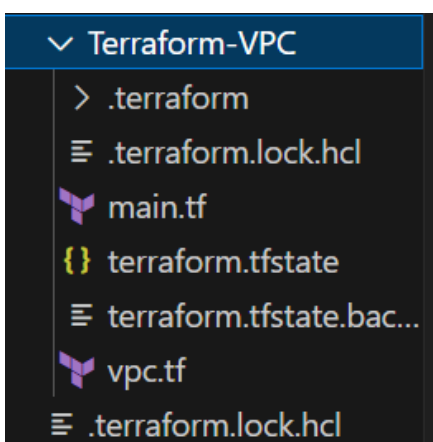 Terraform-VPC
.terraform
.terraform.lock.hcl
main.tf
terraform.tfstate
terraform.tfstate.bac...
vpc.tf
.terraform.lock.hcl